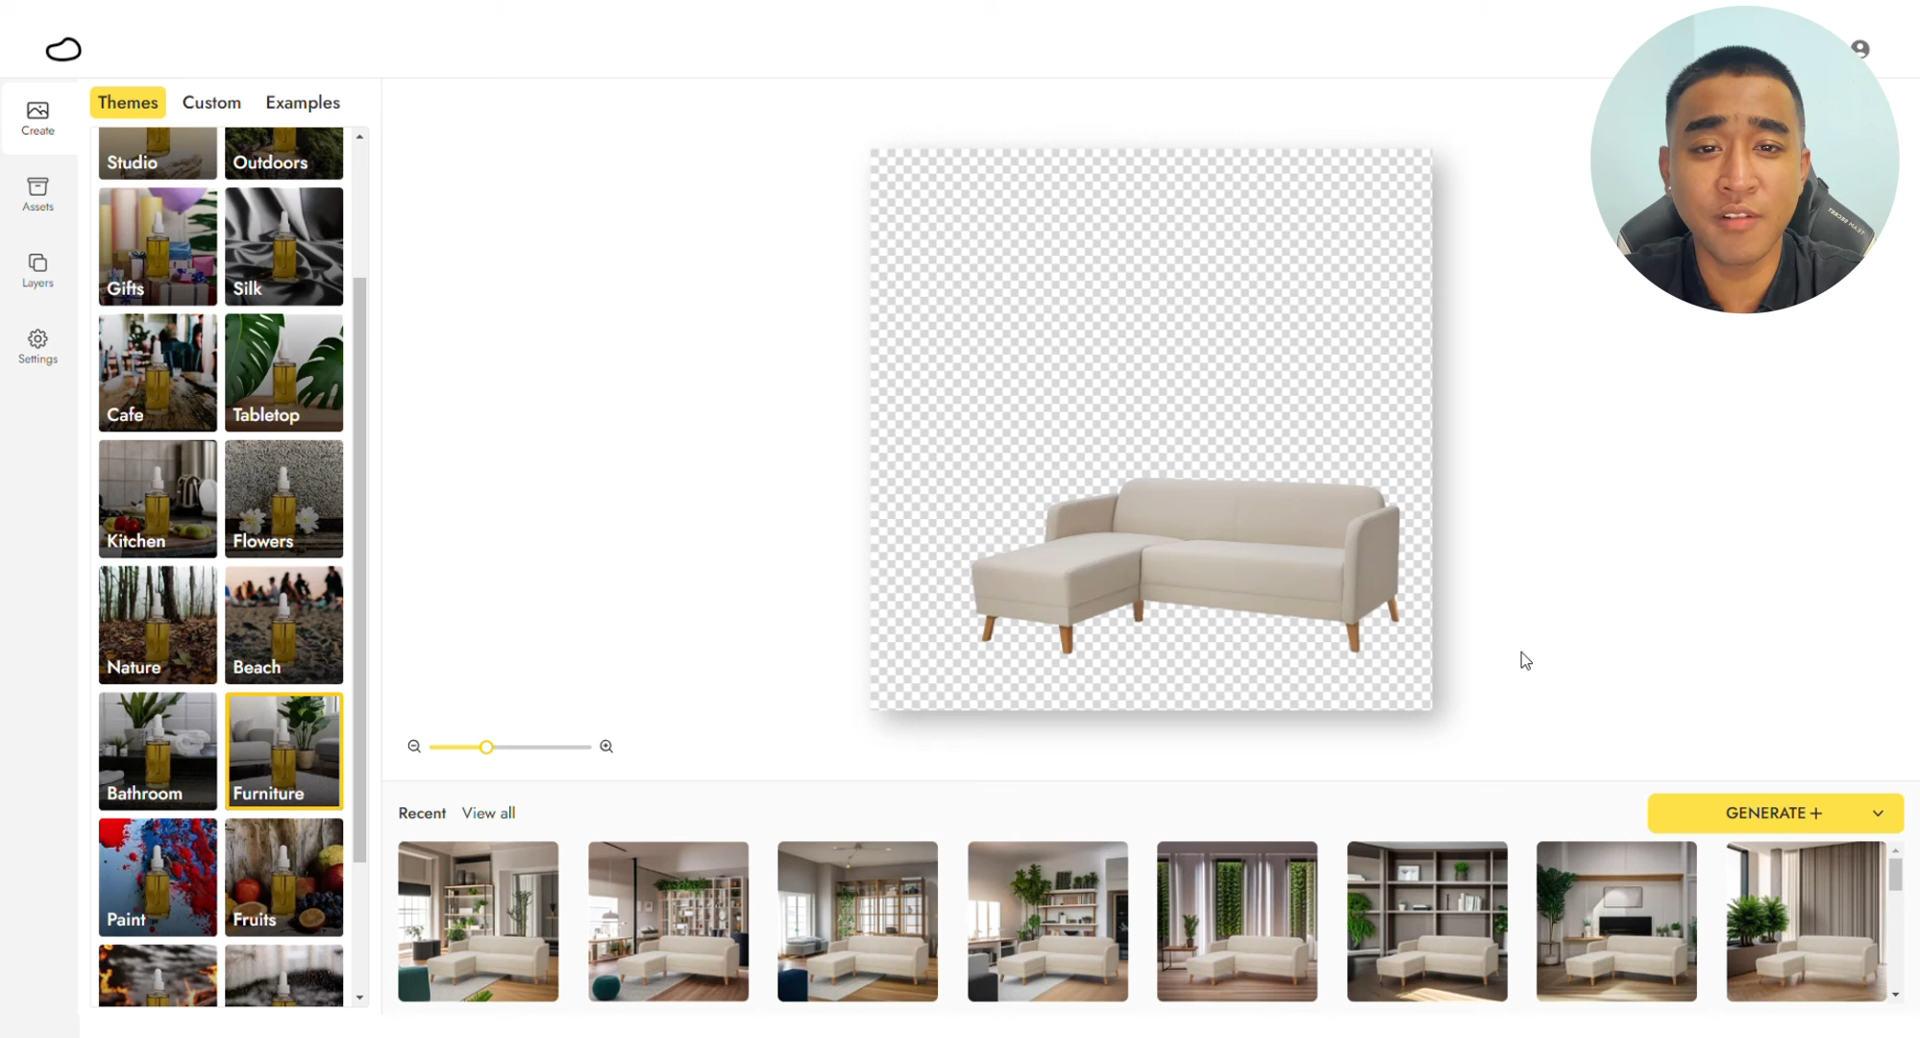 Create
Assets
Layers
Settings
Themes Custom Examples
Studio Outdoors
Gifts Silk
Cafe Tabletop
Kitchen Flowers
Nature Beach
Bathroom Furniture
Paint Fruits
Recent View all
GENERATE +